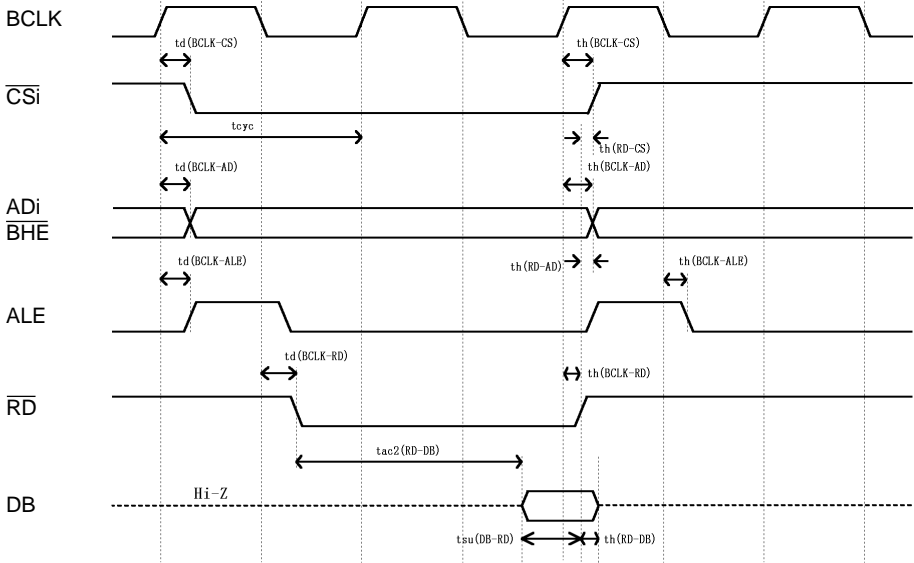 BCLK
td(BCLK-CS)
th(BCLK-CS)
CSi
tcyc
th(RD-CS)
td(BCLK-AD)
th(BCLK-AD)
ADi
BHE
th(RD-AD)
td(BCLK-ALE)
th(BCLK-ALE)
ALE
td(BCLK-RD)
th(BCLK-RD)
RD
tac2(RD-DB)
Hi-Z
DB
tsu(DB-RD)
th(RD-DB)